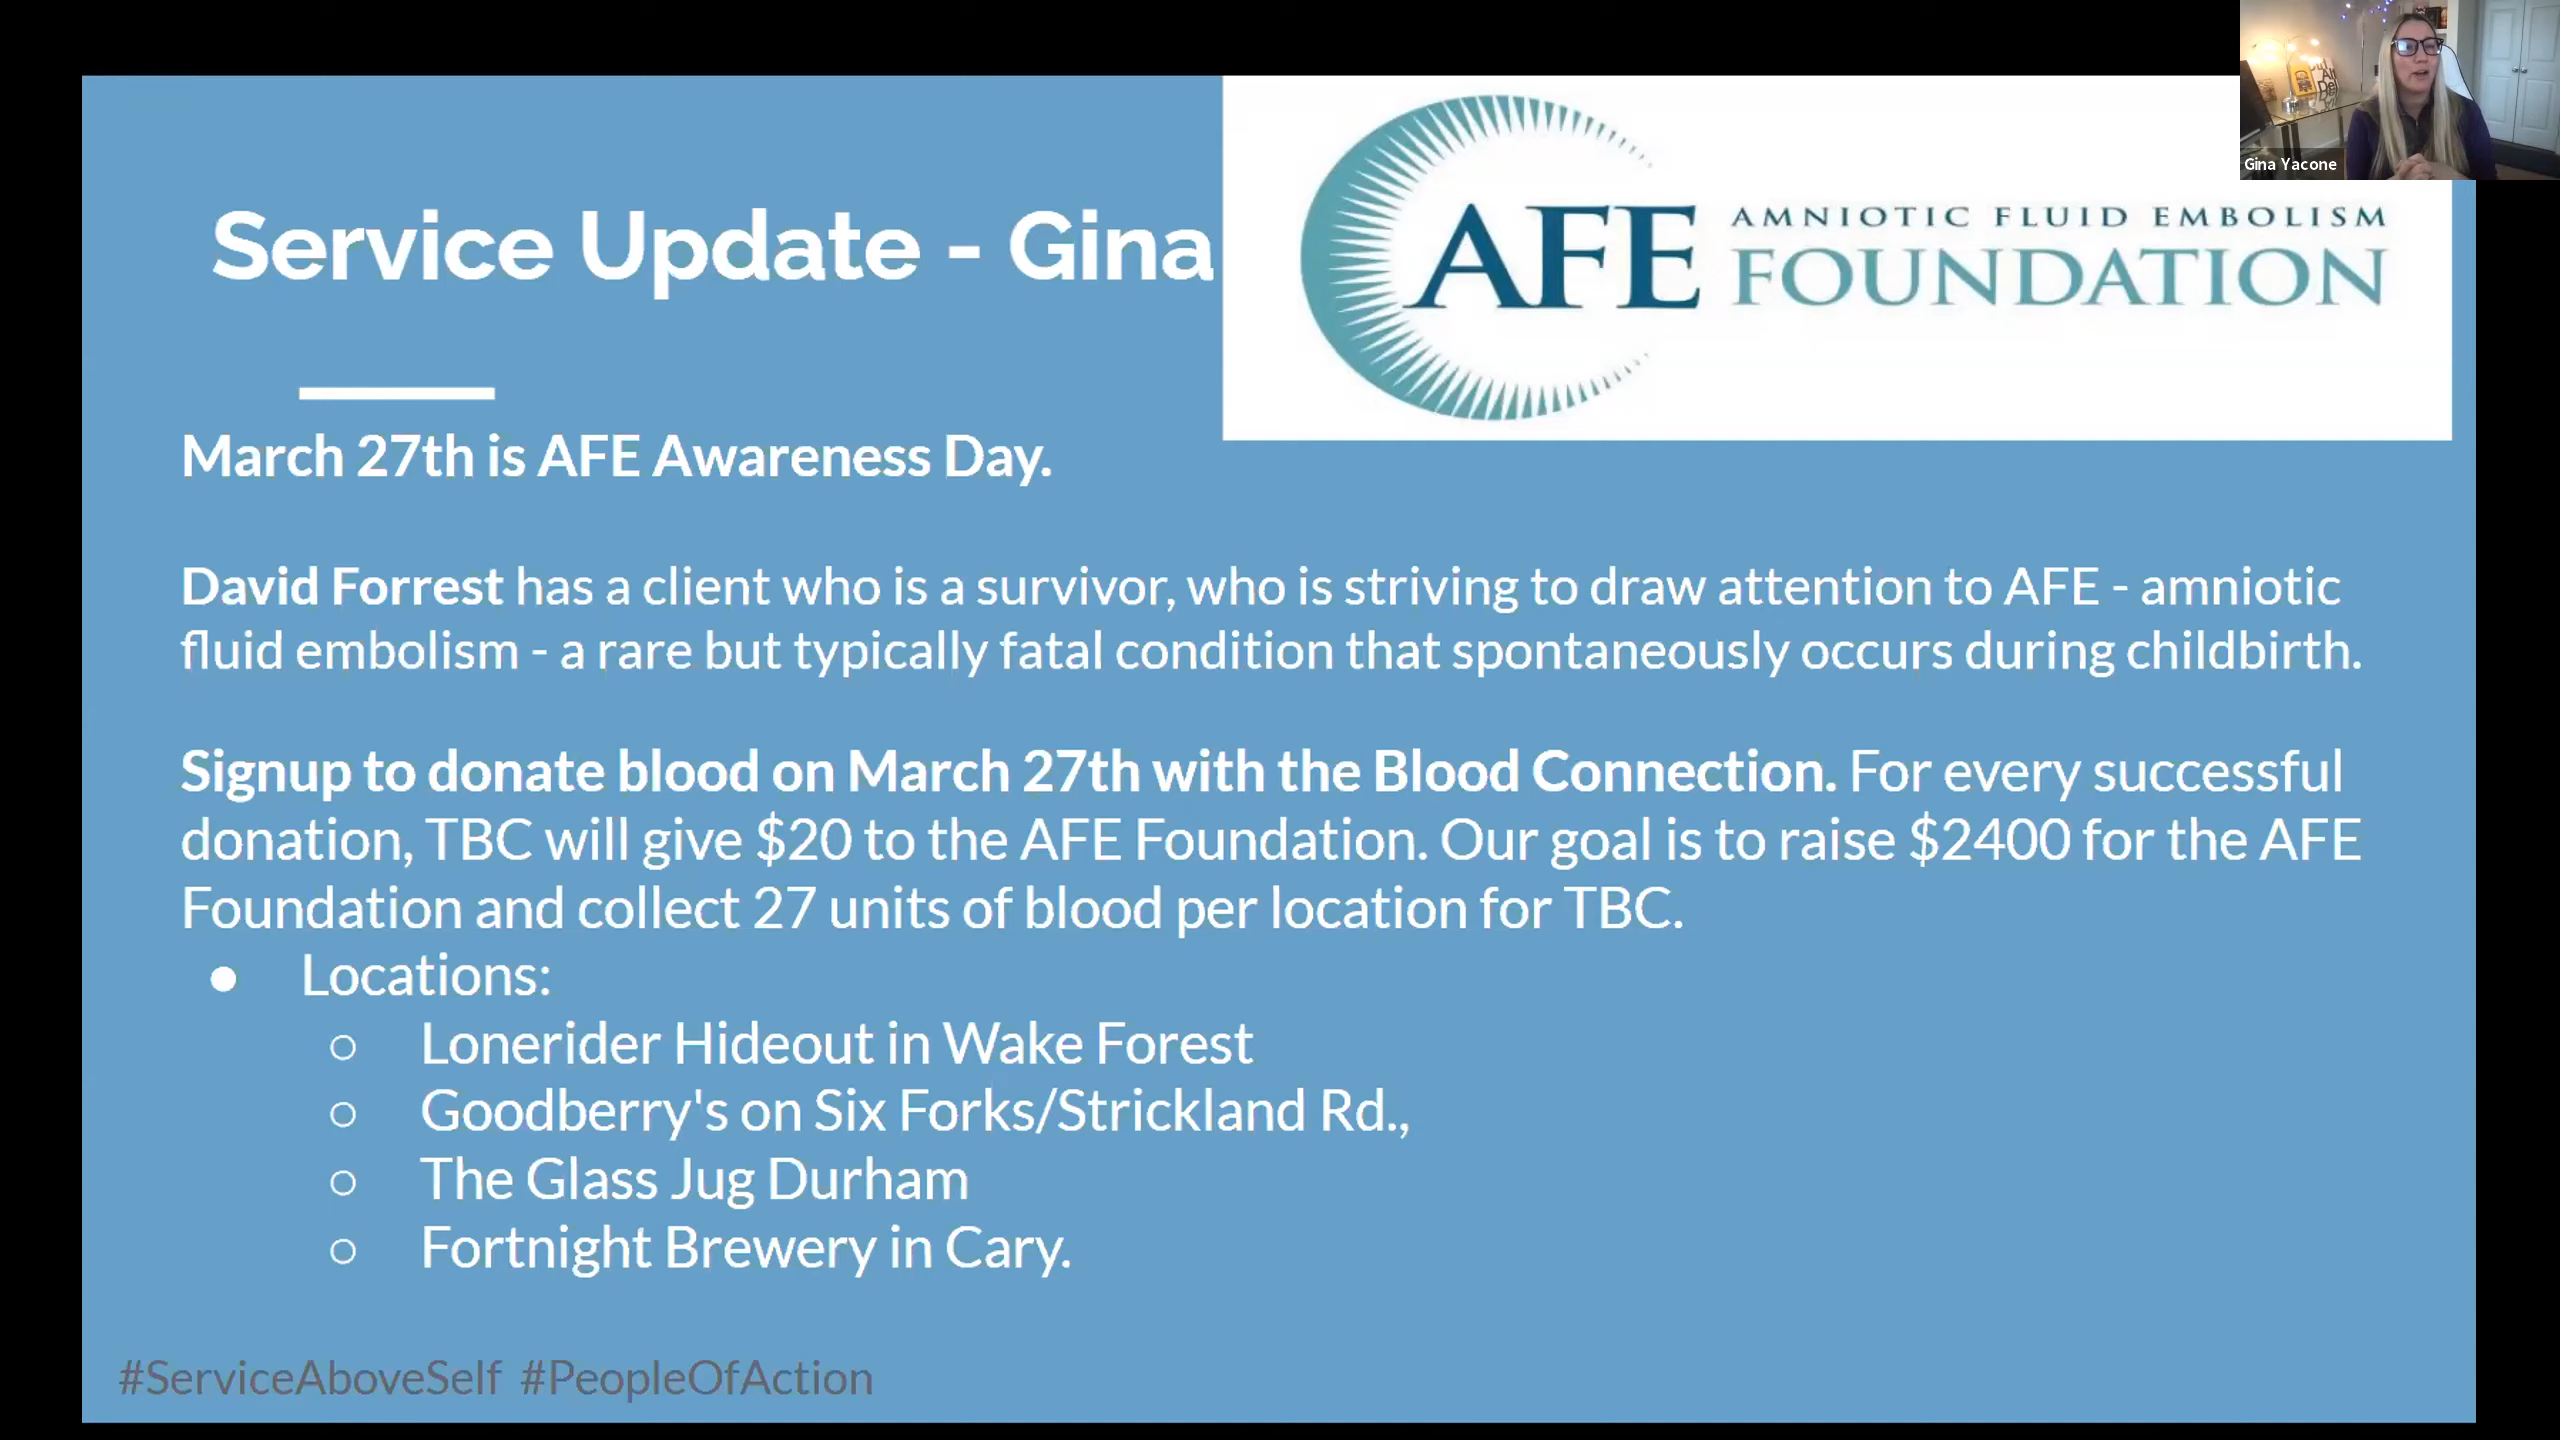 Gina Yacone
Service Update - Gina
AFE
AMNIOTIC FLUID EMBOLISM
FOUNDATION
March 27th is AFE Awareness Day.
David Forrest has a client who is a survivor, who is striving to draw attention to AFE - amniotic
fluid embolism - a rare but typically fatal condition that spontaneously occurs during childbirth.
Signup to donate blood on March 27th with the Blood Connection. For every successful
donation, TBC will give $20 to the AFE Foundation. Our goal is to raise $2400 for the AFE
Foundation and collect 27 units of blood per location for TBC.
● Locations:
○ Lonerider Hideout in Wake Forest
○ Goodberry's on Six Forks/Strickland Rd.,
○ The Glass Jug Durham
○ Fortnight Brewery in Cary.
#ServiceAboveSelf #PeopleOfAction